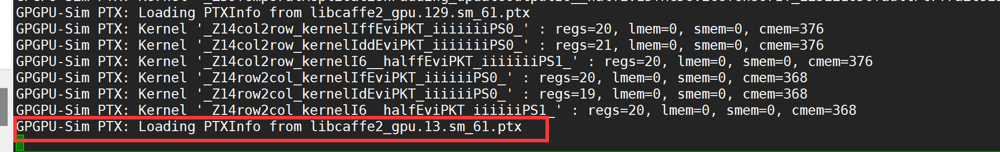 GPGPU-Sim PTX: Loading PTXInfo from libcaffe2_gpu.129.sm_61.ptx
GPGPU-Sim PTX: Kernel '_Z14col2row_kernelIffEviPKT_iiiiiiiPS0_' : regs=20, lmem=0, smem=0, cmem=376
GPGPU-Sim PTX: Kernel '_Z14col2row_kernelIddEviPKT_iiiiiiiPS0_' : regs=21, lmem=0, smem=0, cmem=376
GPGPU-Sim PTX: Kernel '_Z14col2row_kernelI6__halffEviPKT_iiiiiiiPS1_' : regs=20, lmem=0, smem=0, cmem=376
GPGPU-Sim PTX: Kernel '_Z14row2col_kernelIfEviPKT_iiiiiiPS0_' : regs=20, lmem=0, smem=0, cmem=368
GPGPU-Sim PTX: Kernel '_Z14row2col_kernelIdEviPKT_iiiiiiPS0_' : regs=19, lmem=0, smem=0, cmem=368
GPGPU-Sim PTX: Kernel '_Z14row2col_kernelI6__halfEviPKT_iiiiiiPS1_' : regs=20, lmem=0, smem=0, cmem=368
GPGPU-Sim PTX: Loading PTXInfo from libcaffe2_gpu.13.sm_61.ptx